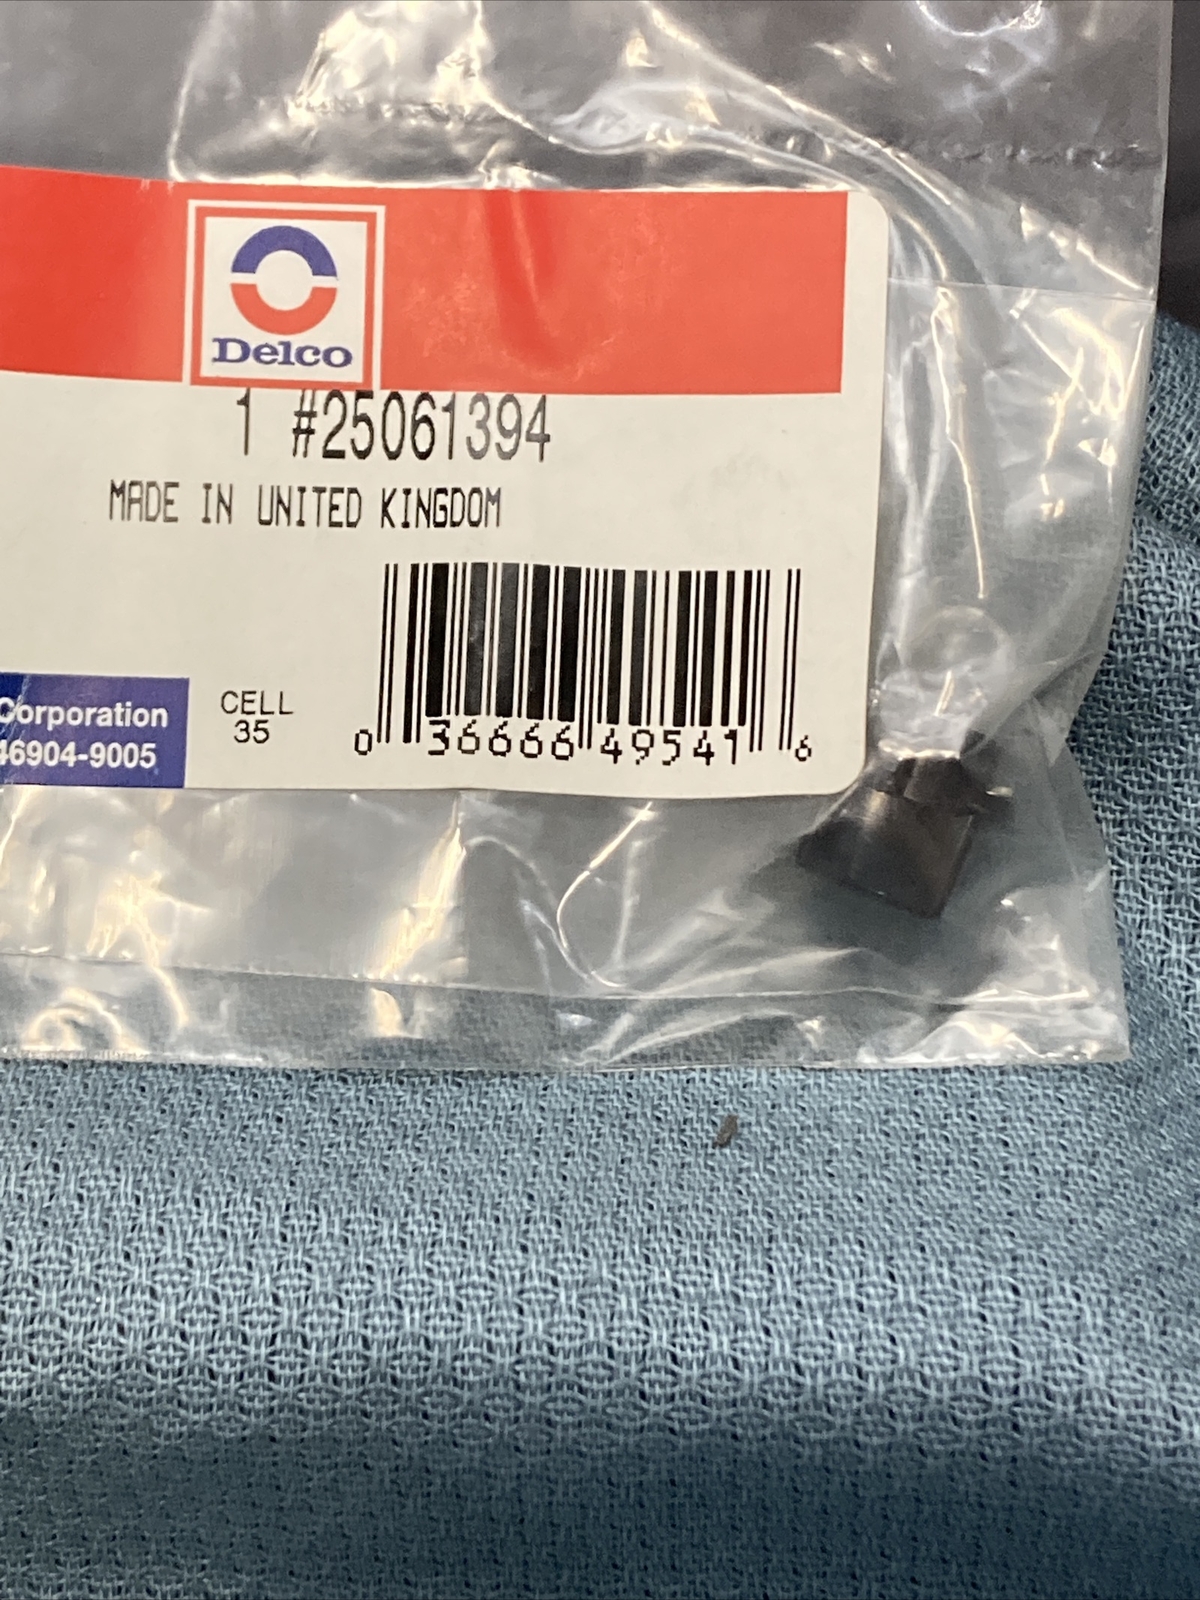 Delco
1 #25061394
MADE IN UNITED KINGDOM
Corporation
46904-9005
CELL
35
0 36666 49541 6